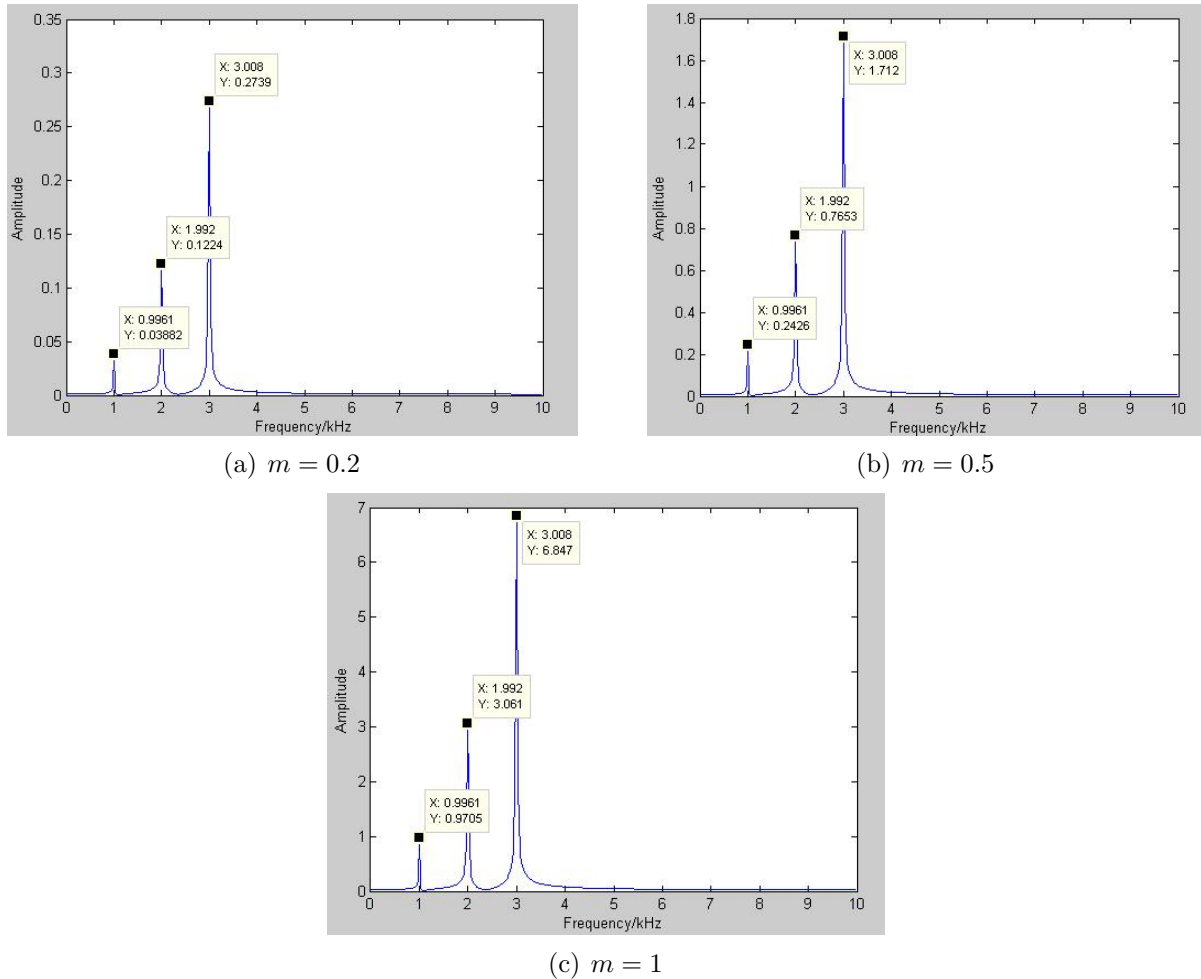 0.35
0.3
0.25
0.2
0.15
0.1
0.05
0
Amplitude
X: 3.008
Y: 0.2739
X: 1.992
Y: 0.1224
X: 0.9961
Y: 0.03882
0 1 2 3 4 5 6 7 8 9 10
Frequency/kHz
(a) m = 0.2
1.8
1.6
1.4
1.2
1
0.8
0.6
0.4
0.2
0
Amplitude
X: 3.008
Y: 1.712
X: 1.992
Y: 0.7653
X: 0.9961
Y: 0.2426
0 1 2 3 4 5 6 7 8 9 10
Frequency/kHz
(b) m = 0.5
7
6
5
4
3
2
1
0
Amplitude
X: 3.008
Y: 6.847
X: 1.992
Y: 3.061
X: 0.9961
Y: 0.9705
0 1 2 3 4 5 6 7 8 9 10
Frequency/kHz
(c) m = 1